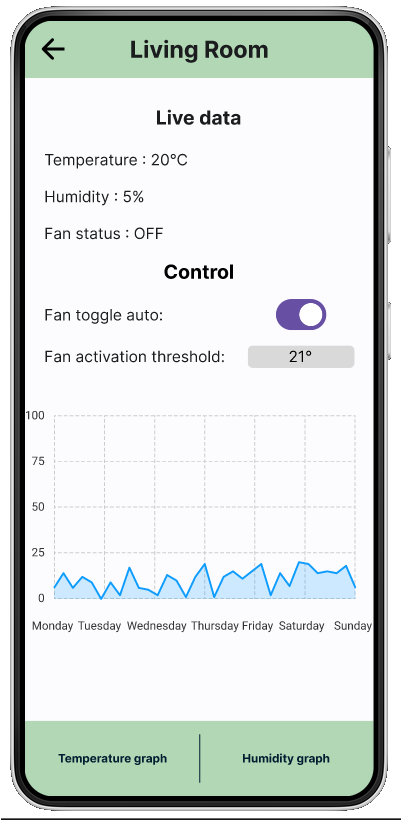 Living Room
Live data
Temperature : 20°C
Humidity : 5%
Fan status : OFF
Control
Fan toggle auto:
Fan activation threshold: 21°
100
75
50
25
0
Monday Tuesday Wednesday Thursday Friday Saturday Sunday
Temperature graph Humidity graph